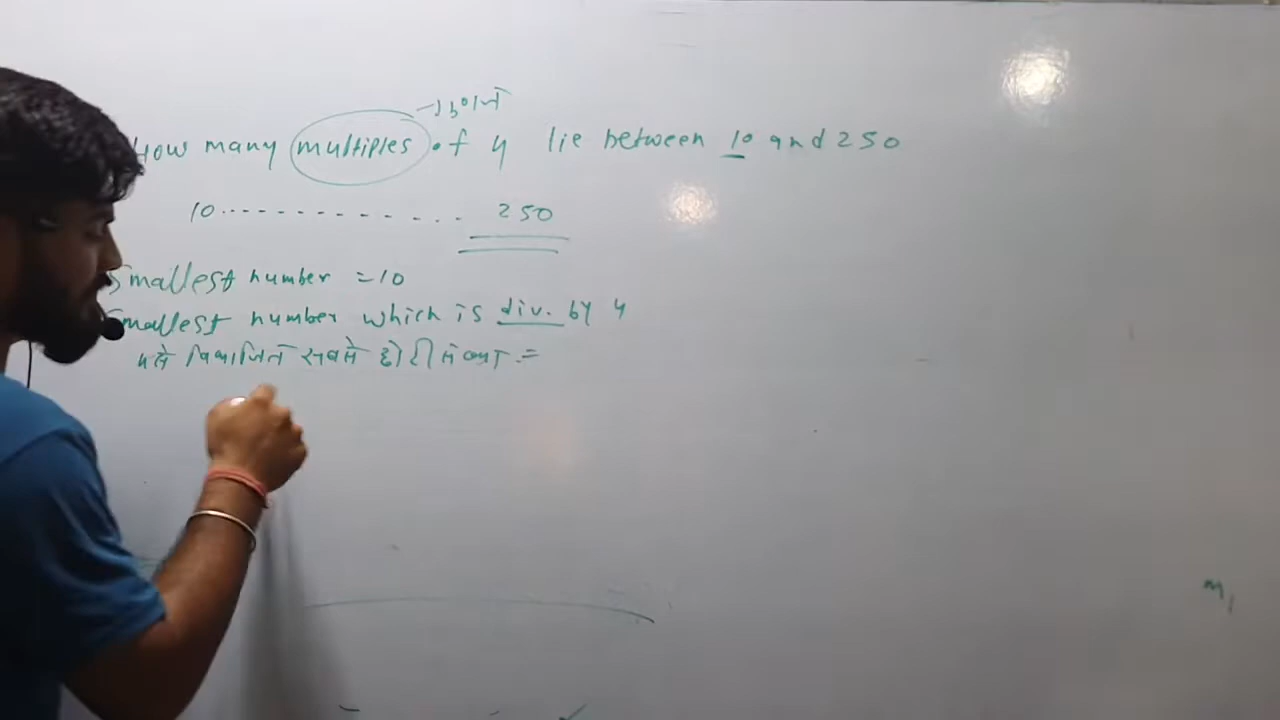 How many multiples of 4 lie between 10 and 250
10 .............. 250
Smallest number = 10
Smallest number which is div. by 4
4 से विभाजित सबसे छोटी संख्या =
m1